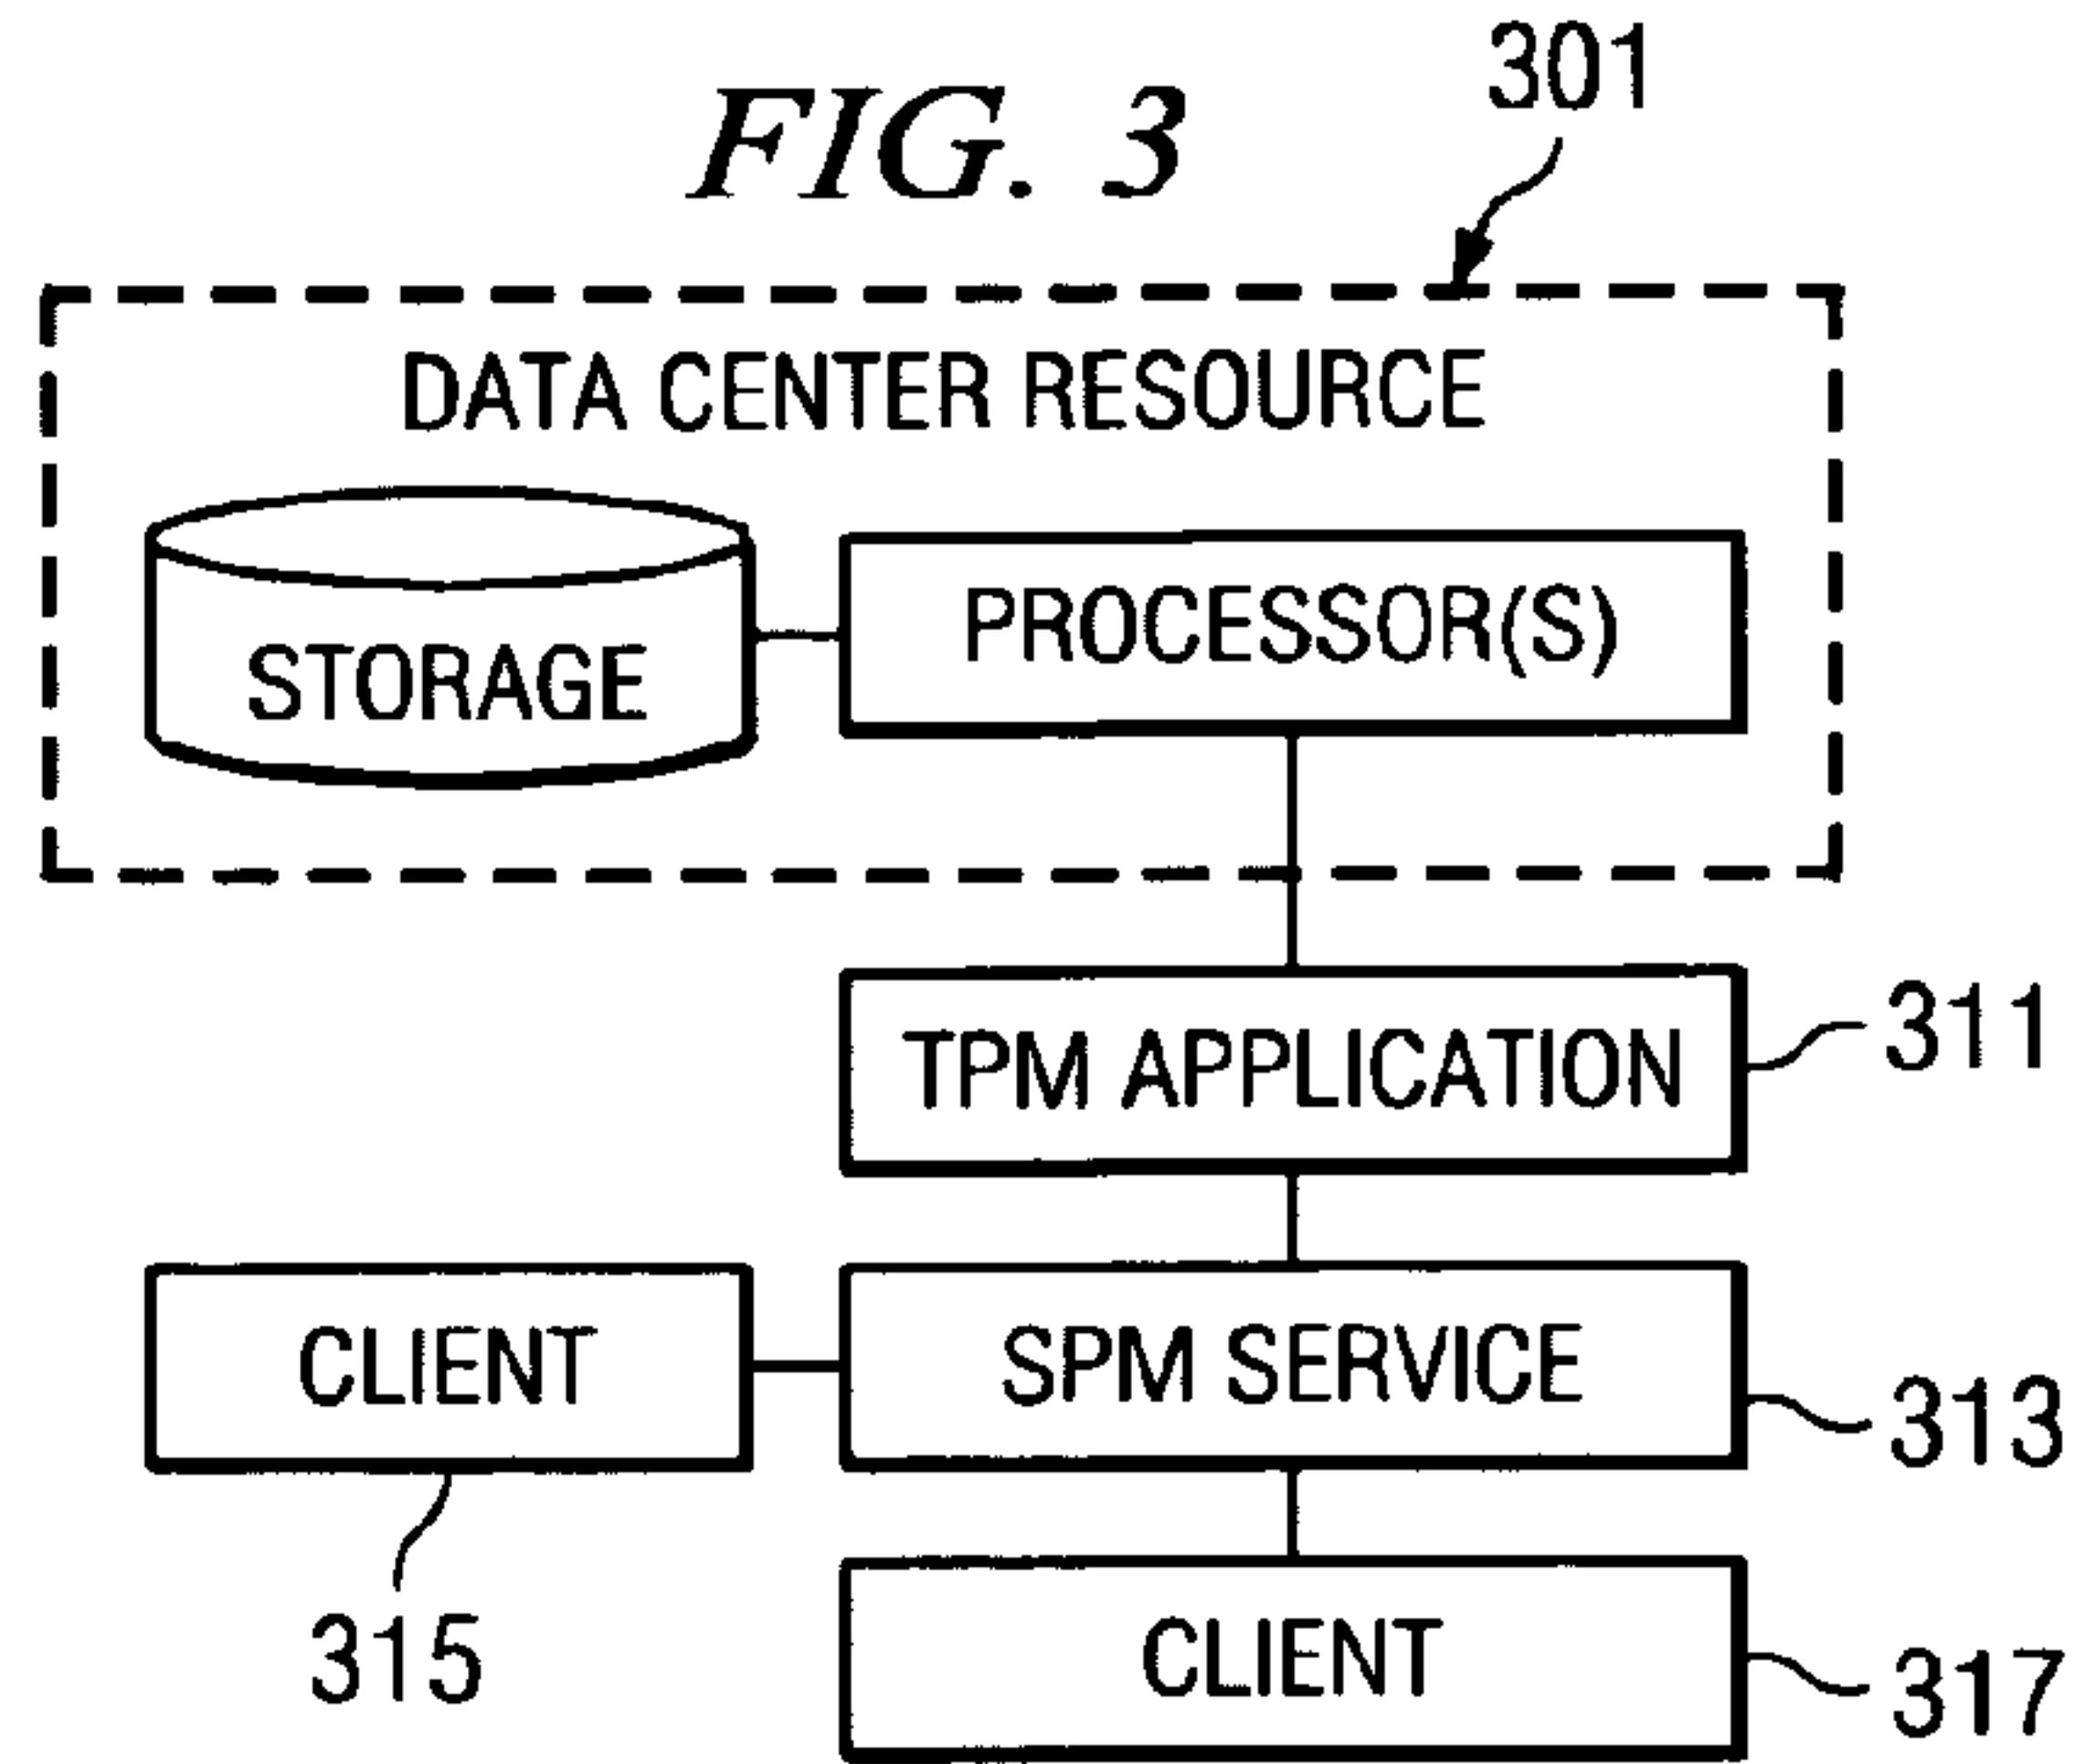 FIG. 3
301
DATA CENTER RESOURCE
STORAGE
PROCESSOR(S)
TPM APPLICATION
311
CLIENT
SPM SERVICE
313
315
CLIENT
317